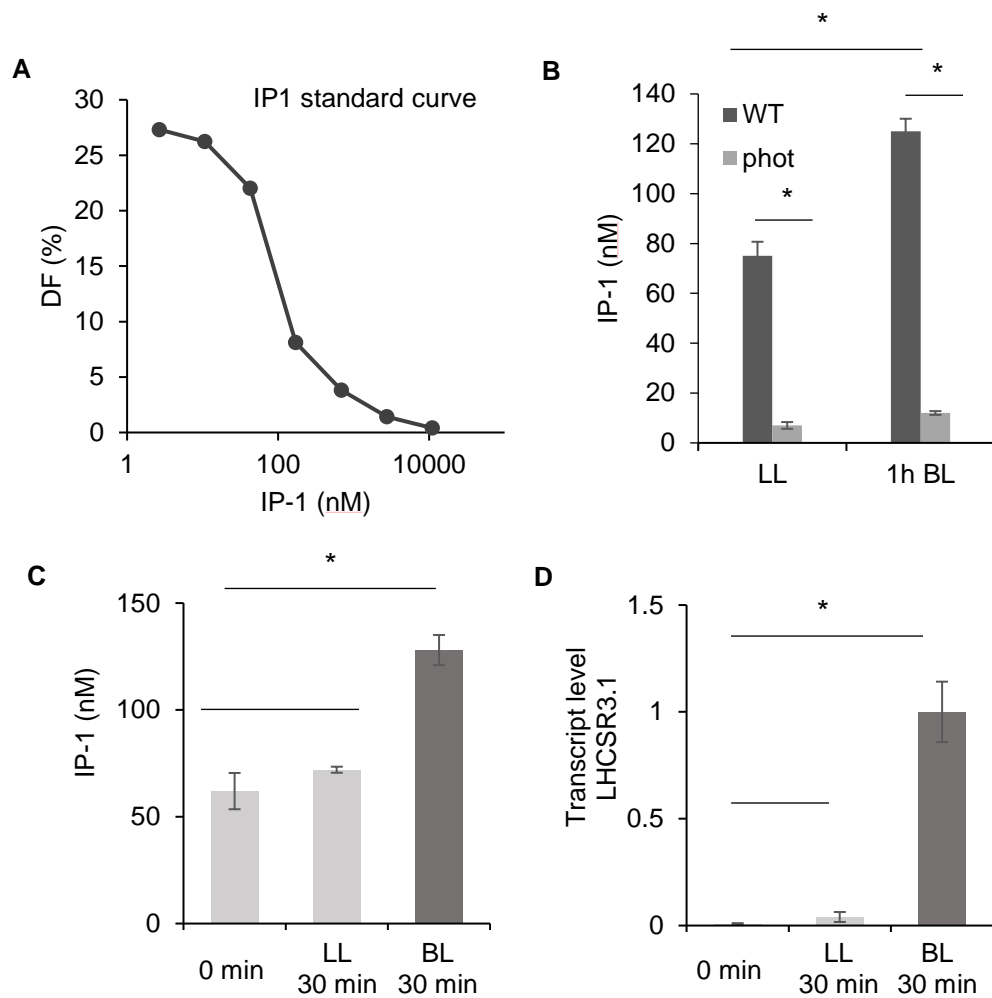 A
IP1 standard curve
30
25
20
15
10
5
0
DF (%)
1
100
10000
IP-1 (nM)
B
*
*
140
120
100
80
60
40
20
0
WT
phot
*
IP-1 (nM)
LL
1h BL
C
*
150
100
50
0
IP-1 (nM)
0 min
LL
30 min
BL
30 min
D
*
1.5
1
0.5
0
Transcript level
LHCSR3.1
0 min
LL
30 min
BL
30 min